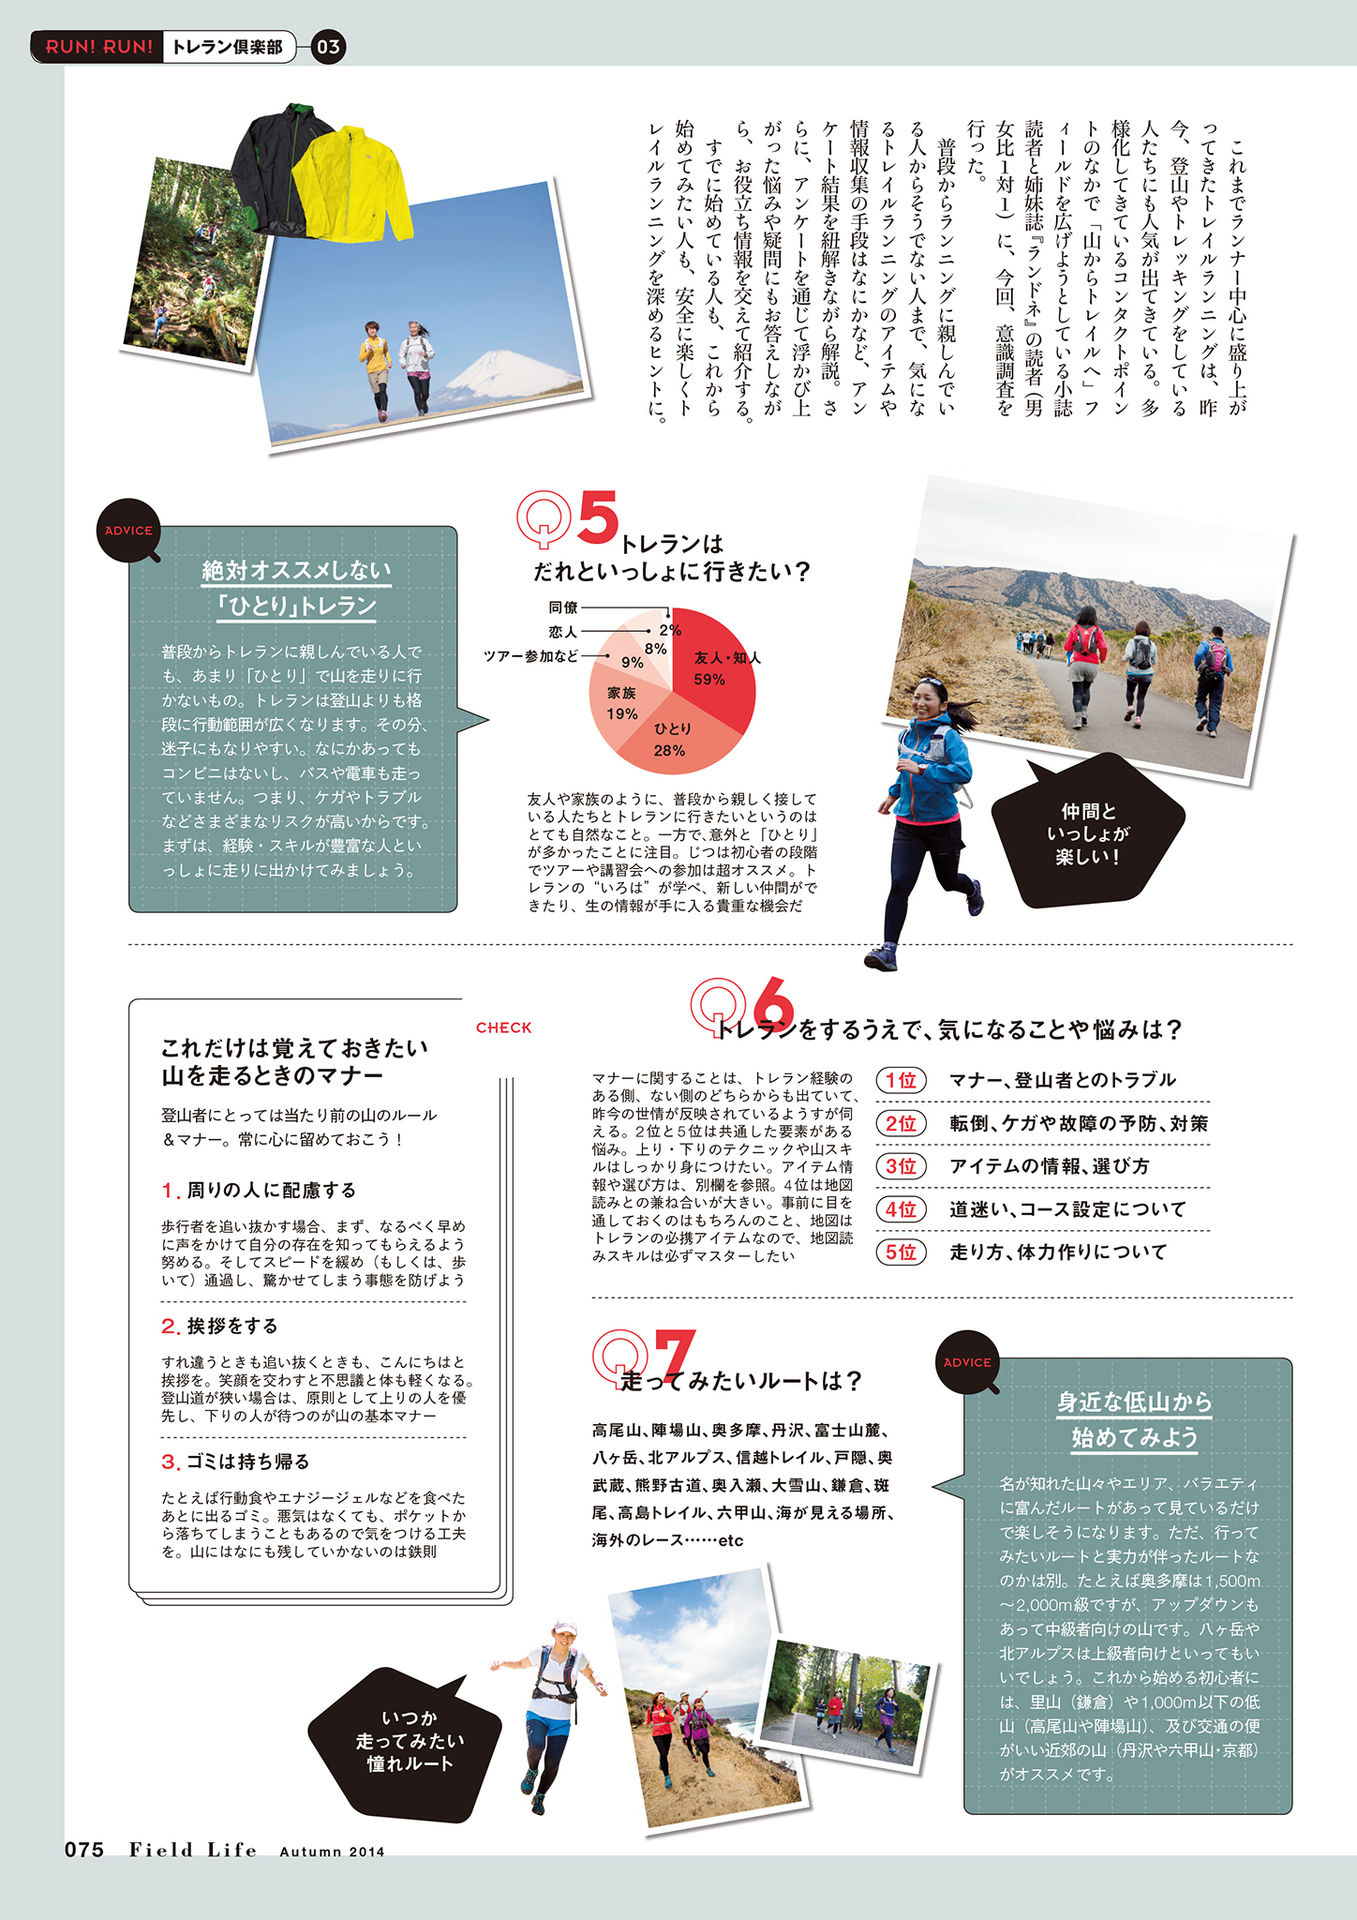 RUN! RUN! トレラン倶楽部 03
　これまでランナー中心に盛り上が
ってきたトレイルランニングは、昨
今、登山やトレッキングをしている
人たちにも人気が出てきている。多
様化してきているコンタクトポイン
トのなかで「山からトレイルへ」フ
ィールドを広げようとしている小誌
読者と姉妹誌『ランドネ』の読者（男
女比１対１）に、今回、意識調査を
行った。
　普段からランニングに親しんでい
る人からそうでない人まで、気にな
るトレイルランニングのアイテムや
情報収集の手段はなにかなど、アン
ケート結果を紐解きながら解説。さ
らに、アンケートを通じて浮かび上
がった悩みや疑問にもお答えしなが
ら、お役立ち情報を交えて紹介する。
　すでに始めている人も、これから
始めてみたい人も、安全に楽しくト
レイルランニングを深めるヒントに。
ADVICE
絶対オススメしない
「ひとり」トレラン
普段からトレランに親しんでいる人で
も、あまり「ひとり」で山を走りに行
かないもの。トレランは登山よりも格
段に行動範囲が広くなります。その分、
迷子にもなりやすい。なにかあっても
コンビニはないし、バスや電車も走っ
ていません。つまり、ケガやトラブル
などさまざまなリスクが高いからです。
まずは、経験・スキルが豊富な人とい
っしょに走りに出かけてみましょう。
Q5
トレランは
だれといっしょに行きたい？
同僚
2%
恋人
8%
ツアー参加など
9%
友人・知人
59%
家族
19%
ひとり
28%
友人や家族のように、普段から親しく接して
いる人たちとトレランに行きたいというのは
とても自然なこと。一方で、意外と「ひとり」
が多かったことに注目。じつは初心者の段階
でツアーや講習会への参加は超オススメ。ト
レランの“いろは”が学べ、新しい仲間がで
きたり、生の情報が手に入る貴重な機会だ
仲間と
いっしょが
楽しい！
CHECK
これだけは覚えておきたい
山を走るときのマナー
登山者にとっては当たり前の山のルール
＆マナー。常に心に留めておこう！
1. 周りの人に配慮する
歩行者を追い抜かす場合、まず、なるべく早め
に声をかけて自分の存在を知ってもらえるよう
努める。そしてスピードを緩め（もしくは、歩
いて）通過し、驚かせてしまう事態を防げよう
2. 挨拶をする
すれ違うときも追い抜くときも、こんにちはと
挨拶を。笑顔を交わすと不思議と体も軽くなる。
登山道が狭い場合は、原則として上りの人を優
先し、下りの人が待つのが山の基本マナー
3. ゴミは持ち帰る
たとえば行動食やエナジージェルなどを食べた
あとに出るゴミ。悪気はなくても、ポケットか
ら落ちてしまうこともあるので気をつける工夫
を。山にはなにも残していかないのは鉄則
Q6
トレランをするうえで、気になることや悩みは？
マナーに関することは、トレラン経験の
ある側、ない側のどちらからも出ていて、
昨今の世情が反映されているようすが伺
える。2位と5位は共通した要素がある
悩み。上り・下りのテクニックや山スキ
ルはしっかり身につけたい。アイテム情
報や選び方は、別欄を参照。4位は地図
読みとの兼ね合いが大きい。事前に目を
通しておくのはもちろんのこと、地図は
トレランの必携アイテムなので、地図読
みスキルは必ずマスターしたい
1位 マナー、登山者とのトラブル
2位 転倒、ケガや故障の予防、対策
3位 アイテムの情報、選び方
4位 道迷い、コース設定について
5位 走り方、体力作りについて
Q7
走ってみたいルートは？
高尾山、陣場山、奥多摩、丹沢、富士山麓、
八ヶ岳、北アルプス、信越トレイル、戸隠、奥
武蔵、熊野古道、奥入瀬、大雪山、鎌倉、斑
尾、高島トレイル、六甲山、海が見える場所、
海外のレース……etc
ADVICE
身近な低山から
始めてみよう
名が知れた山々やエリア、バラエティ
に富んだルートがあって見ているだけ
で楽しそうになります。ただ、行って
みたいルートと実力が伴ったルートな
のかは別。たとえば奥多摩は1,500m
〜2,000m級ですが、アップダウンも
あって中級者向けの山です。八ヶ岳や
北アルプスは上級者向けといってもい
いでしょう。これから始める初心者に
は、里山（鎌倉）や1,000m以下の低
山（高尾山や陣場山）、及び交通の便
がいい近郊の山（丹沢や六甲山・京都）
がオススメです。
いつか
走ってみたい
憧れルート
075 Field Life Autumn 2014